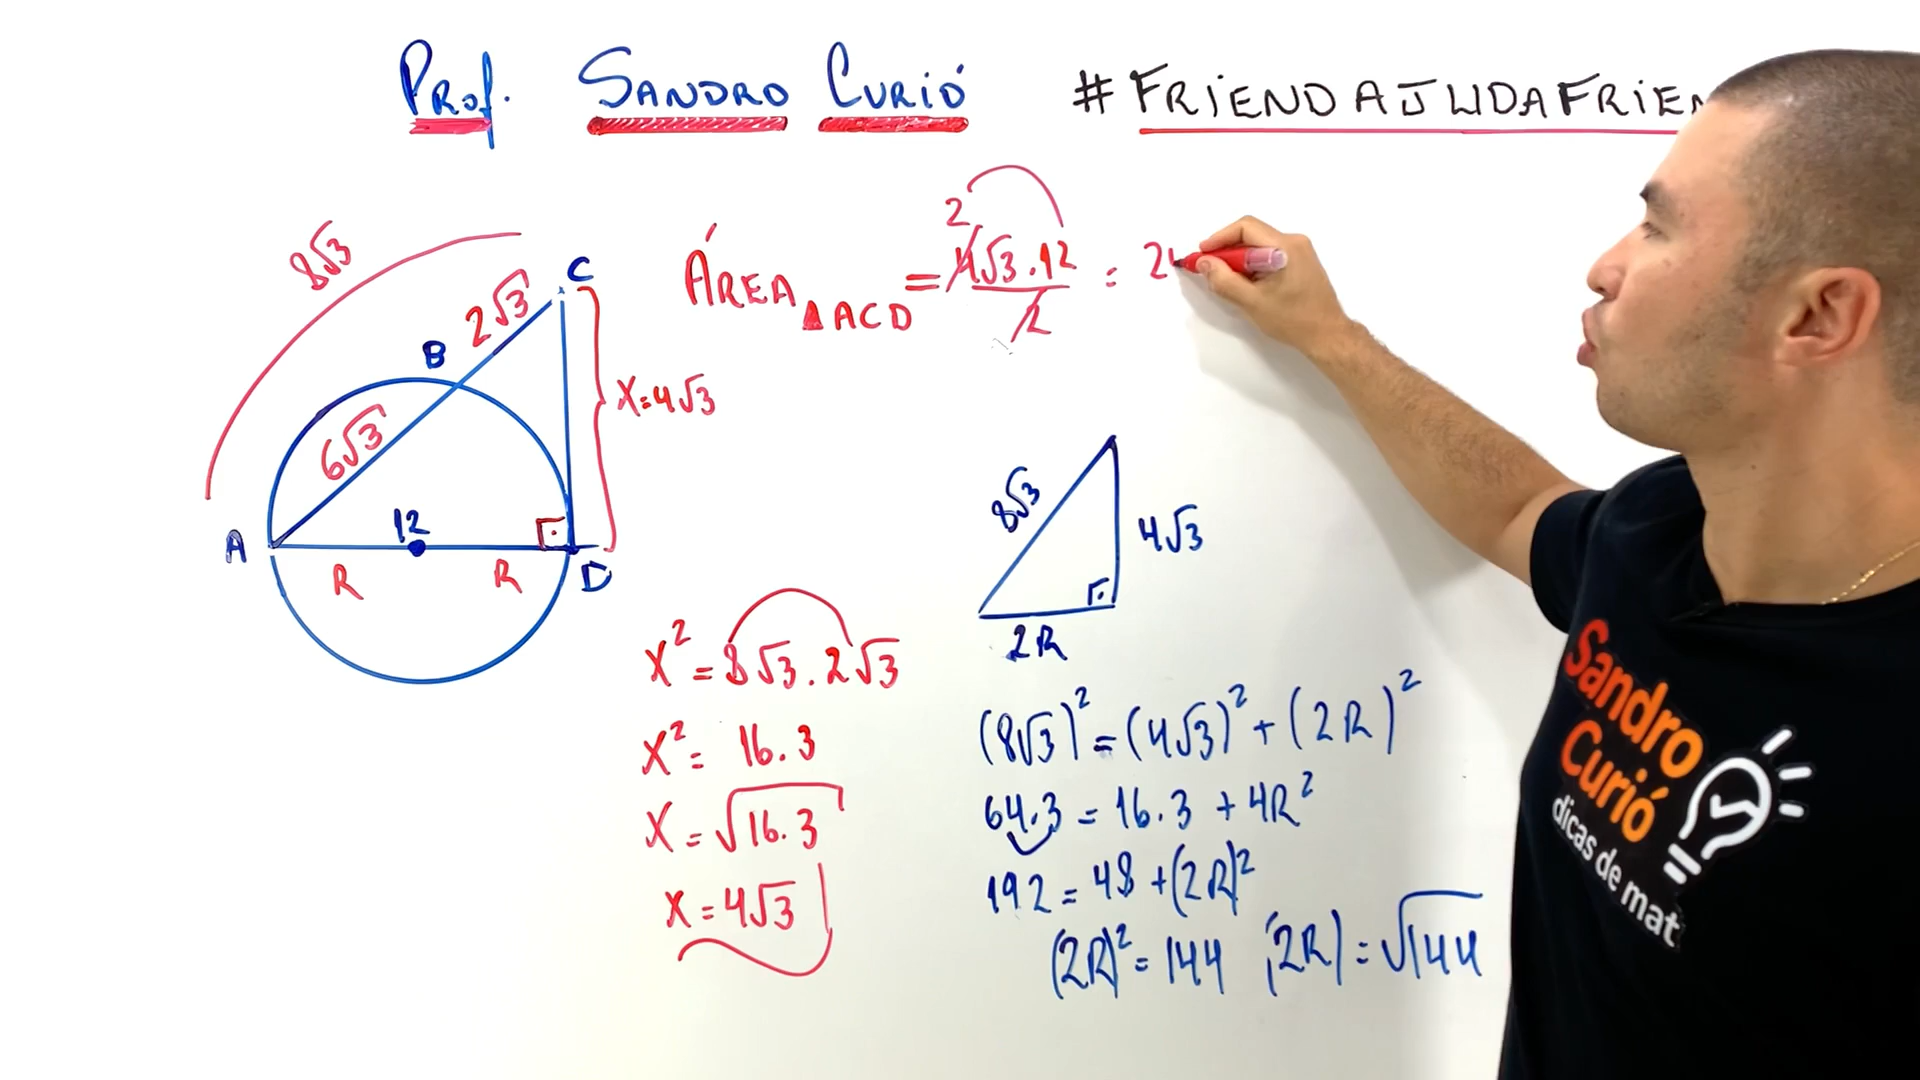 Prof. SANDRO CURIÓ #FRIENDAJUDAFRIEN
8√3
C
2√3
B
6√3
X=4√3
A
12
R
R
D
ÁREA ▲ACD = 4√3.12 / 2 = 24
2
8√3
4√3
2R
X² = 8√3.2√3
X² = 16.3
X = √16.3
X = 4√3
(8√3)² = (4√3)² + (2R)²
64.3 = 16.3 + 4R²
192 = 48 + (2R)²
(2R)² = 144 (2R) = √144
Sandro
Curió
dicas de mat